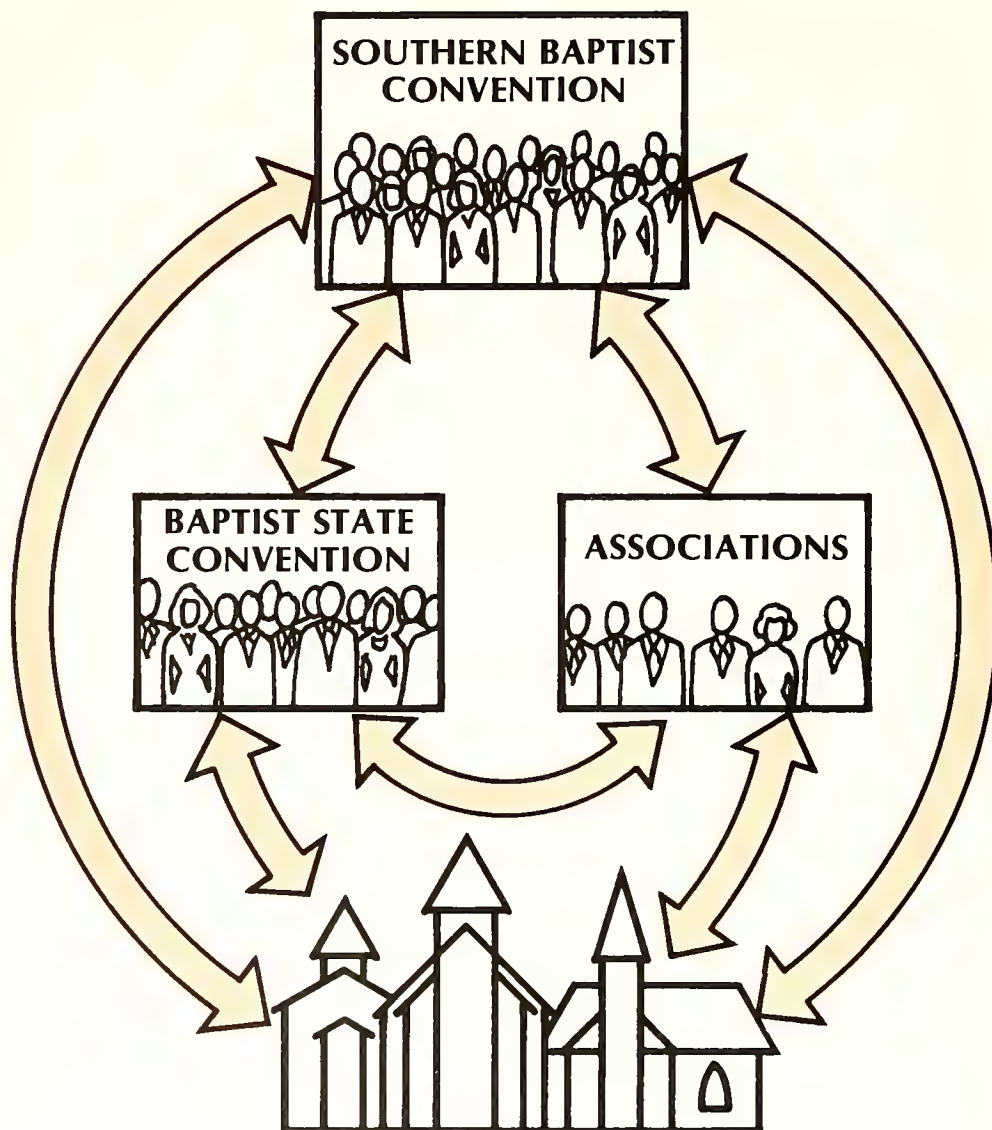 SOUTHERN BAPTIST
CONVENTION
BAPTIST STATE
CONVENTION
ASSOCIATIONS